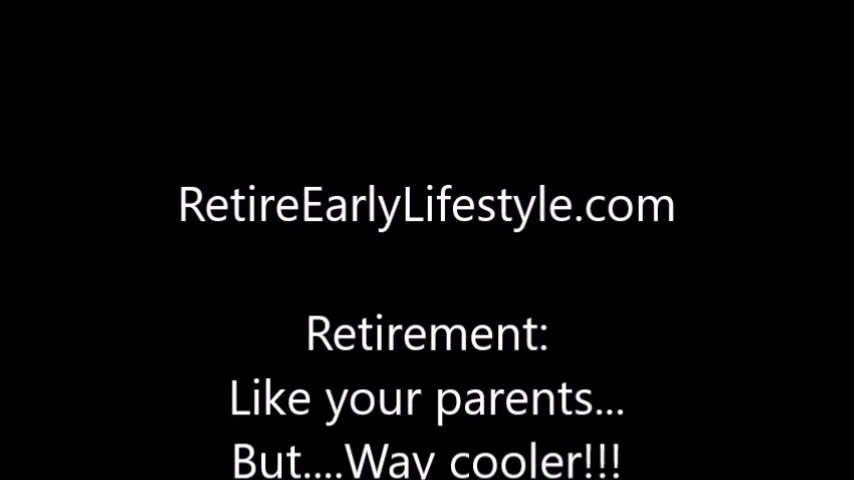 RetireEarlyLifestyle.com
Retirement:
Like your parents...
But....Way cooler!!!